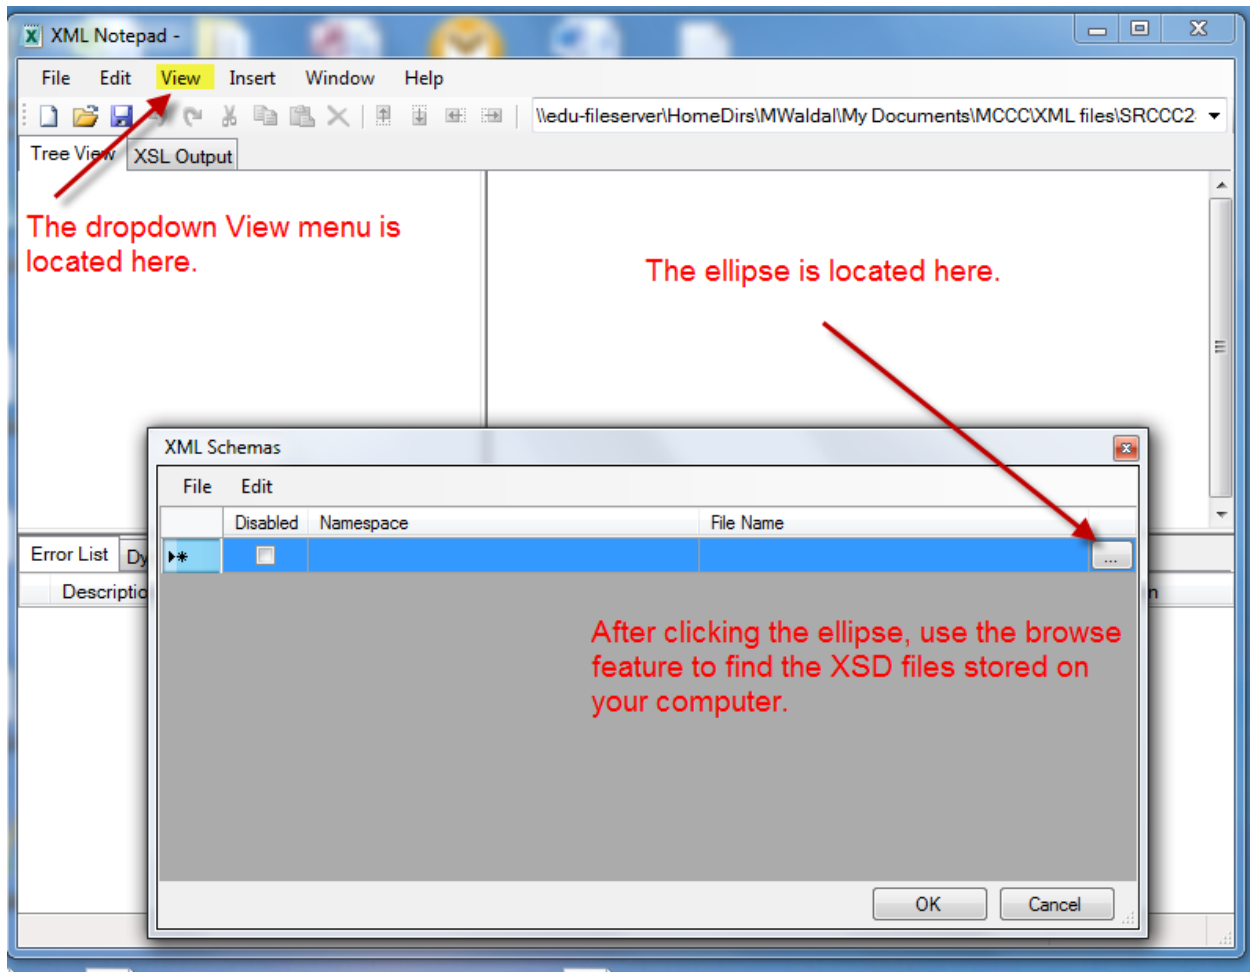 XML Notepad -
File Edit View Insert Window Help
\\edu-fileserver\HomeDirs\MWaldal\My Documents\MCCC\XML files\SRCCC2
Tree View XSL Output
The dropdown View menu is
located here.
The ellipse is located here.
XML Schemas
File Edit
Disabled Namespace File Name
...
Error List Dy
Descriptio n
After clicking the ellipse, use the browse
feature to find the XSD files stored on
your computer.
OK Cancel